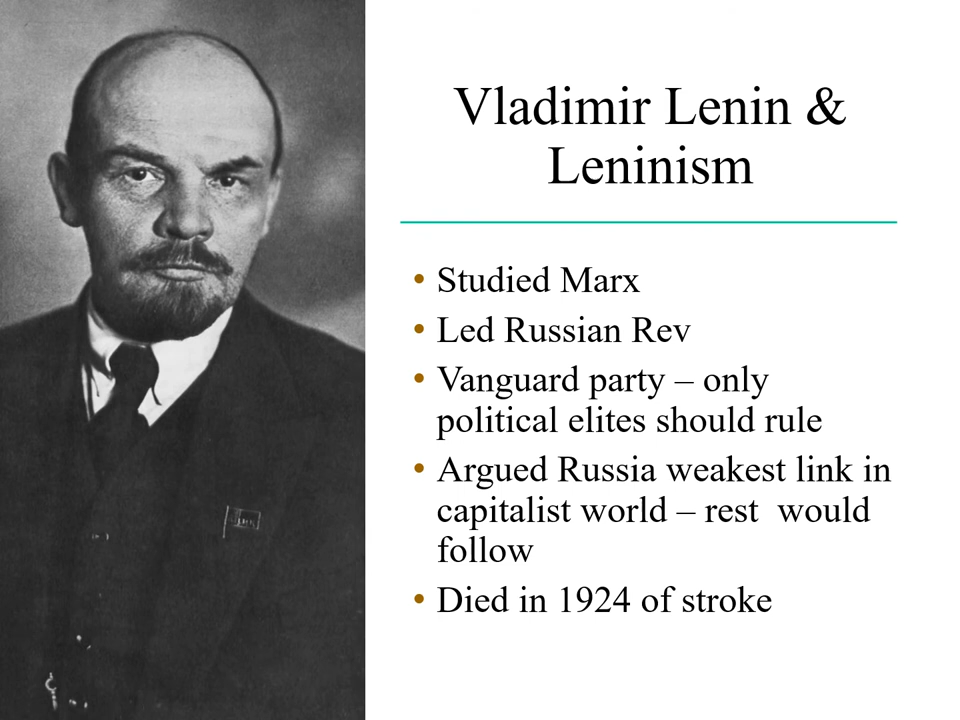 Vladimir Lenin &
Leninism
• Studied Marx
• Led Russian Rev
• Vanguard party – only
political elites should rule
• Argued Russia weakest link in
capitalist world – rest  would
follow
• Died in 1924 of stroke